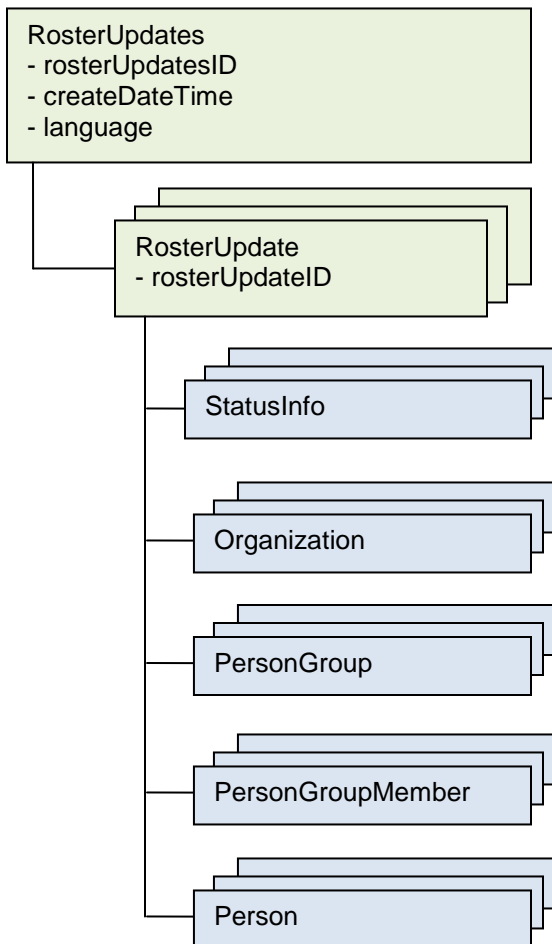 RosterUpdates
- rosterUpdatesID
- createDateTime
- language
RosterUpdate
- rosterUpdateID
StatusInfo
Organization
PersonGroup
PersonGroupMember
Person